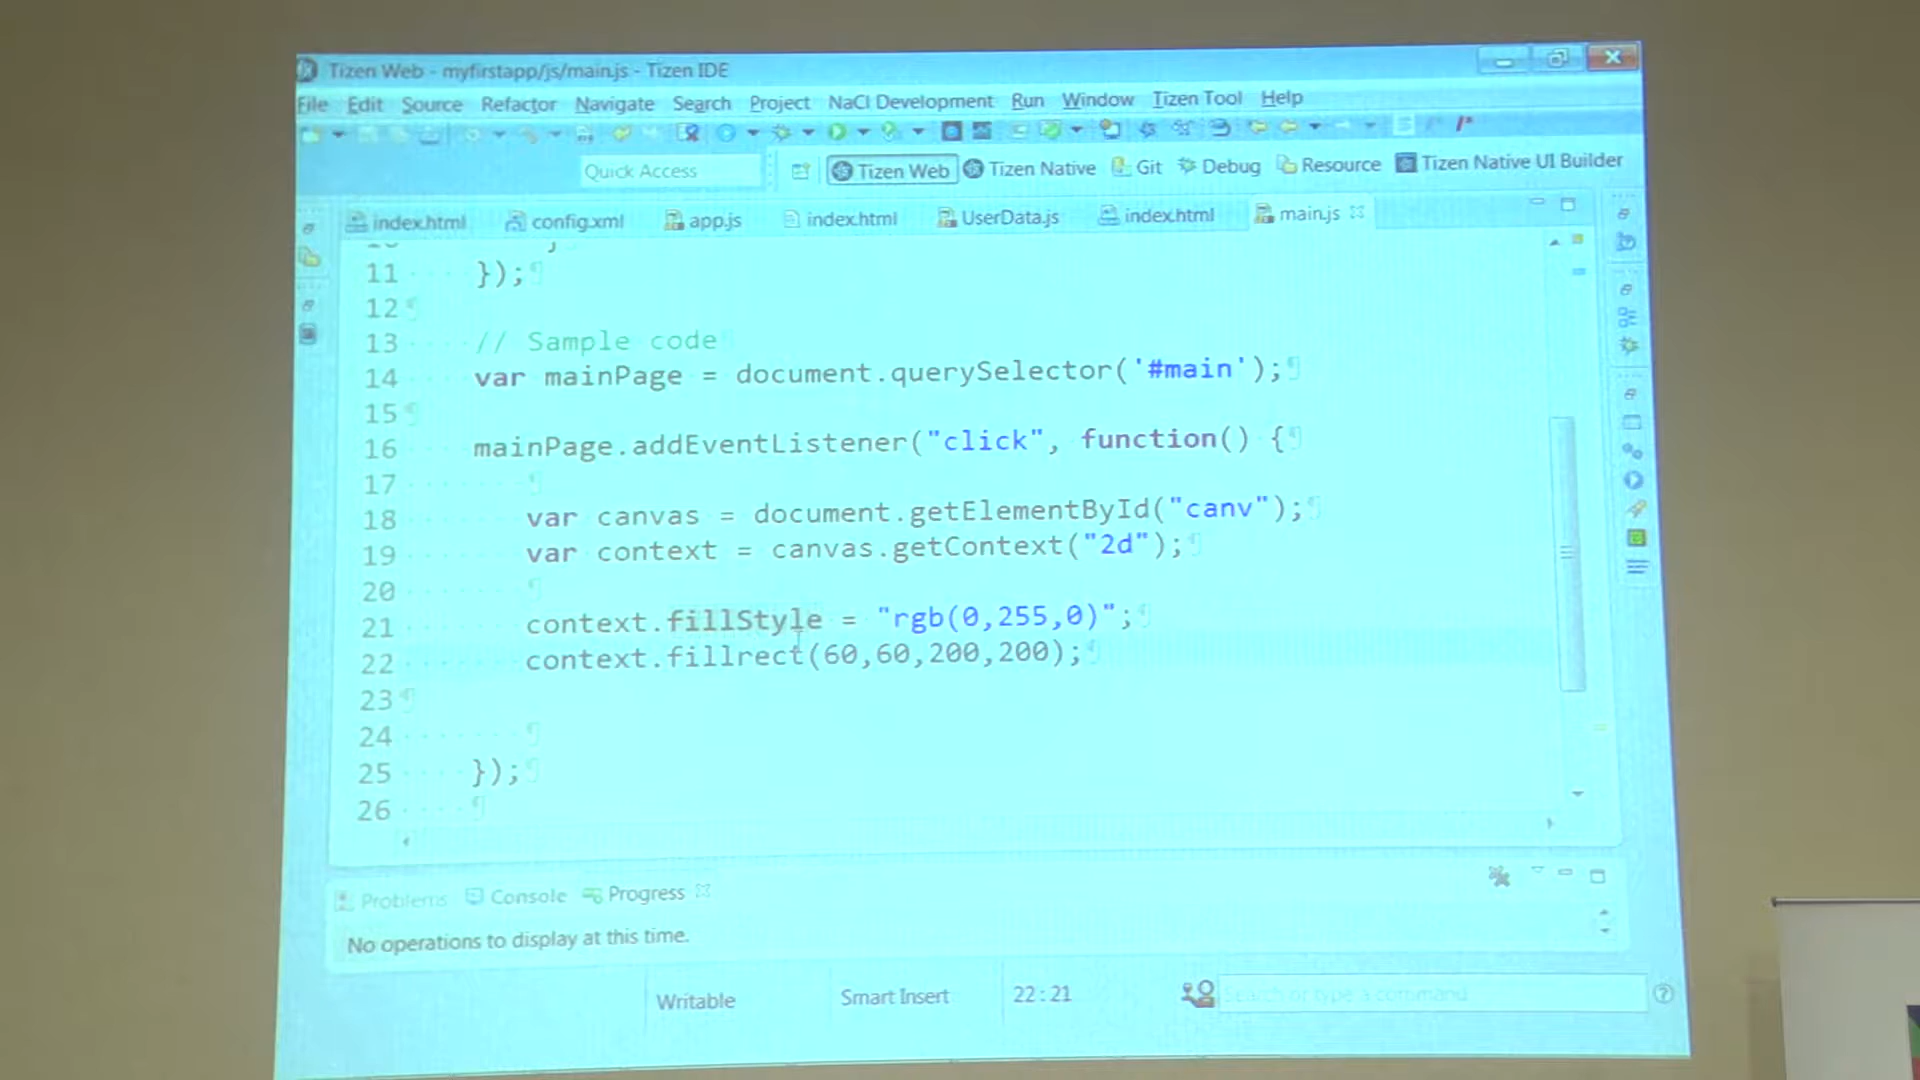 Tizen Web - myfirstapp/js/main.js - Tizen IDE
File Edit Source Refactor Navigate Search Project NaCl Development Run Window Tizen Tool Help
Quick Access Tizen Web Tizen Native Git Debug Resource Tizen Native UI Builder
index.html config.xml app.js index.html UserData.js index.html main.js
11 });
12
13 // Sample code
14 var mainPage = document.querySelector('#main');
15
16 mainPage.addEventListener("click", function() {
17
18 var canvas = document.getElementById("canv");
19 var context = canvas.getContext("2d");
20
21 context.fillStyle = "rgb(0,255,0)";
22 context.fillrect(60,60,200,200);
23
24
25 });
26
Problems Console Progress
No operations to display at this time.
Writable Smart Insert 22:21 Search or type a command